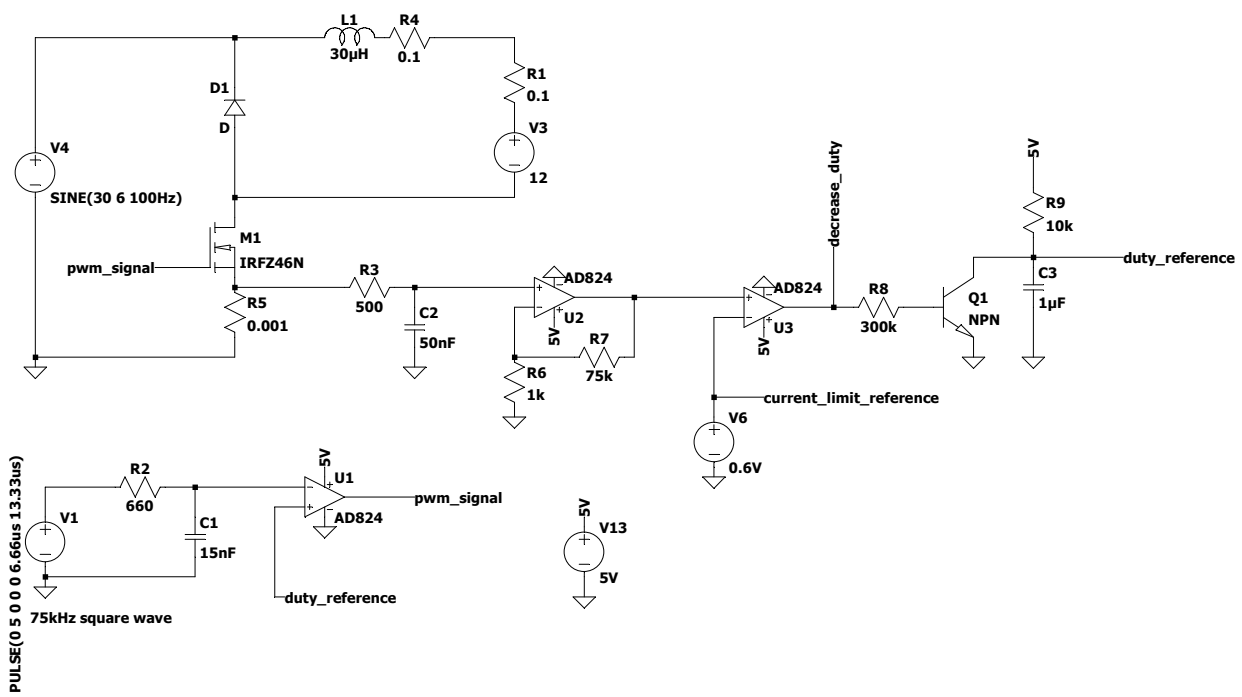 L1
30µH
R4
0.1
R1
0.1
V3
12
D1
D
V4
SINE(30 6 100Hz)
M1
IRFZ46N
pwm_signal
R5
0.001
R3
500
C2
50nF
AD824
U2
5V
R7
75k
R6
1k
AD824
U3
5V
decrease_duty
R8
300k
Q1
NPN
5V
R9
10k
duty_reference
C3
1µF
current_limit_reference
V6
0.6V
PULSE(0 5 0 0 0 6.66us 13.33us)
V1
R2
660
C1
15nF
5V
U1
AD824
pwm_signal
duty_reference
75kHz square wave
5V
V13
5V